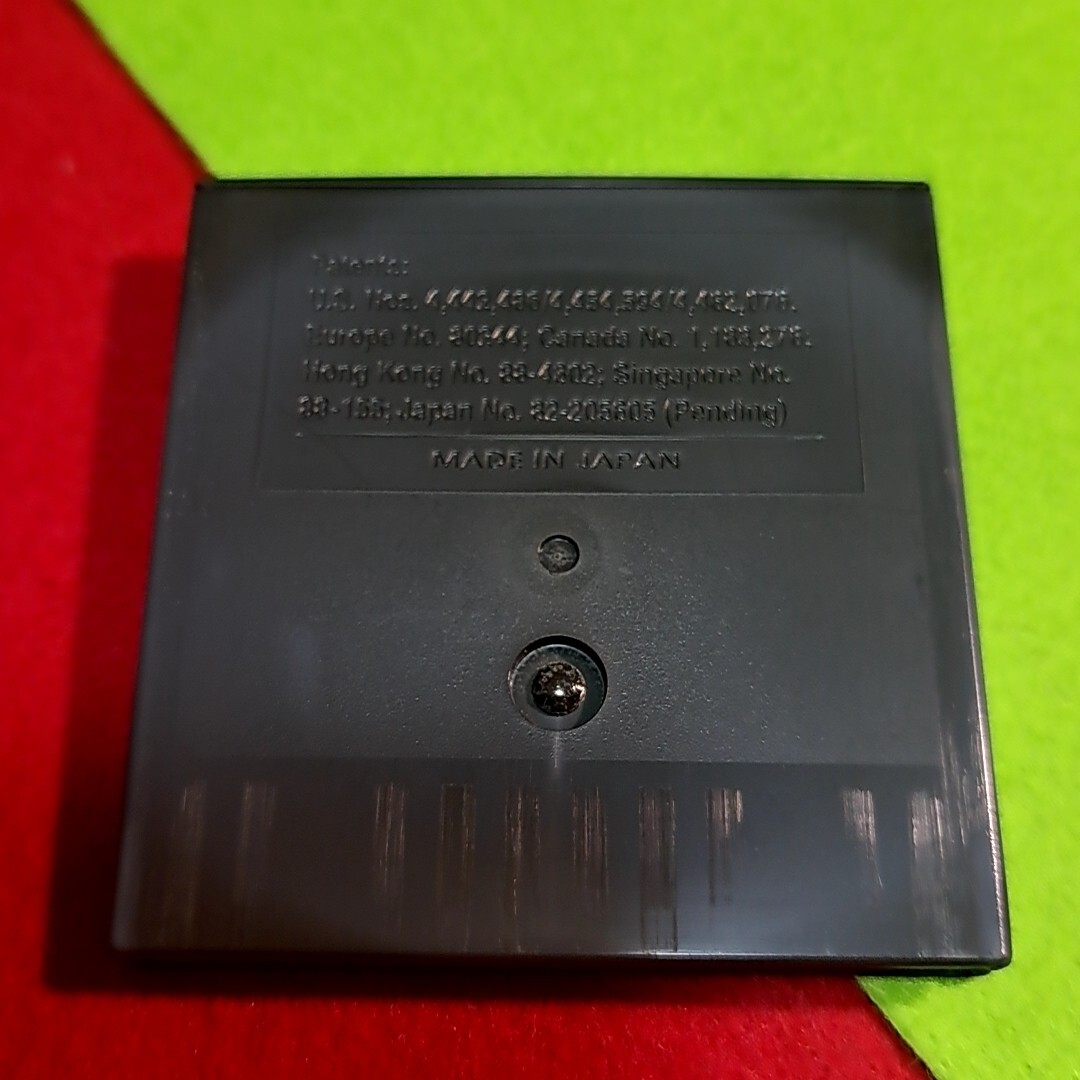 Patents:
U.S. Nos. 4,442,486/4,454,594/4,462,076.
Europe No. 80244; Canada No. 1,183,276;
Hong Kong No. 88-4302; Singapore No.
88-155; Japan No. 82-205605 (Pending)
MADE IN JAPAN